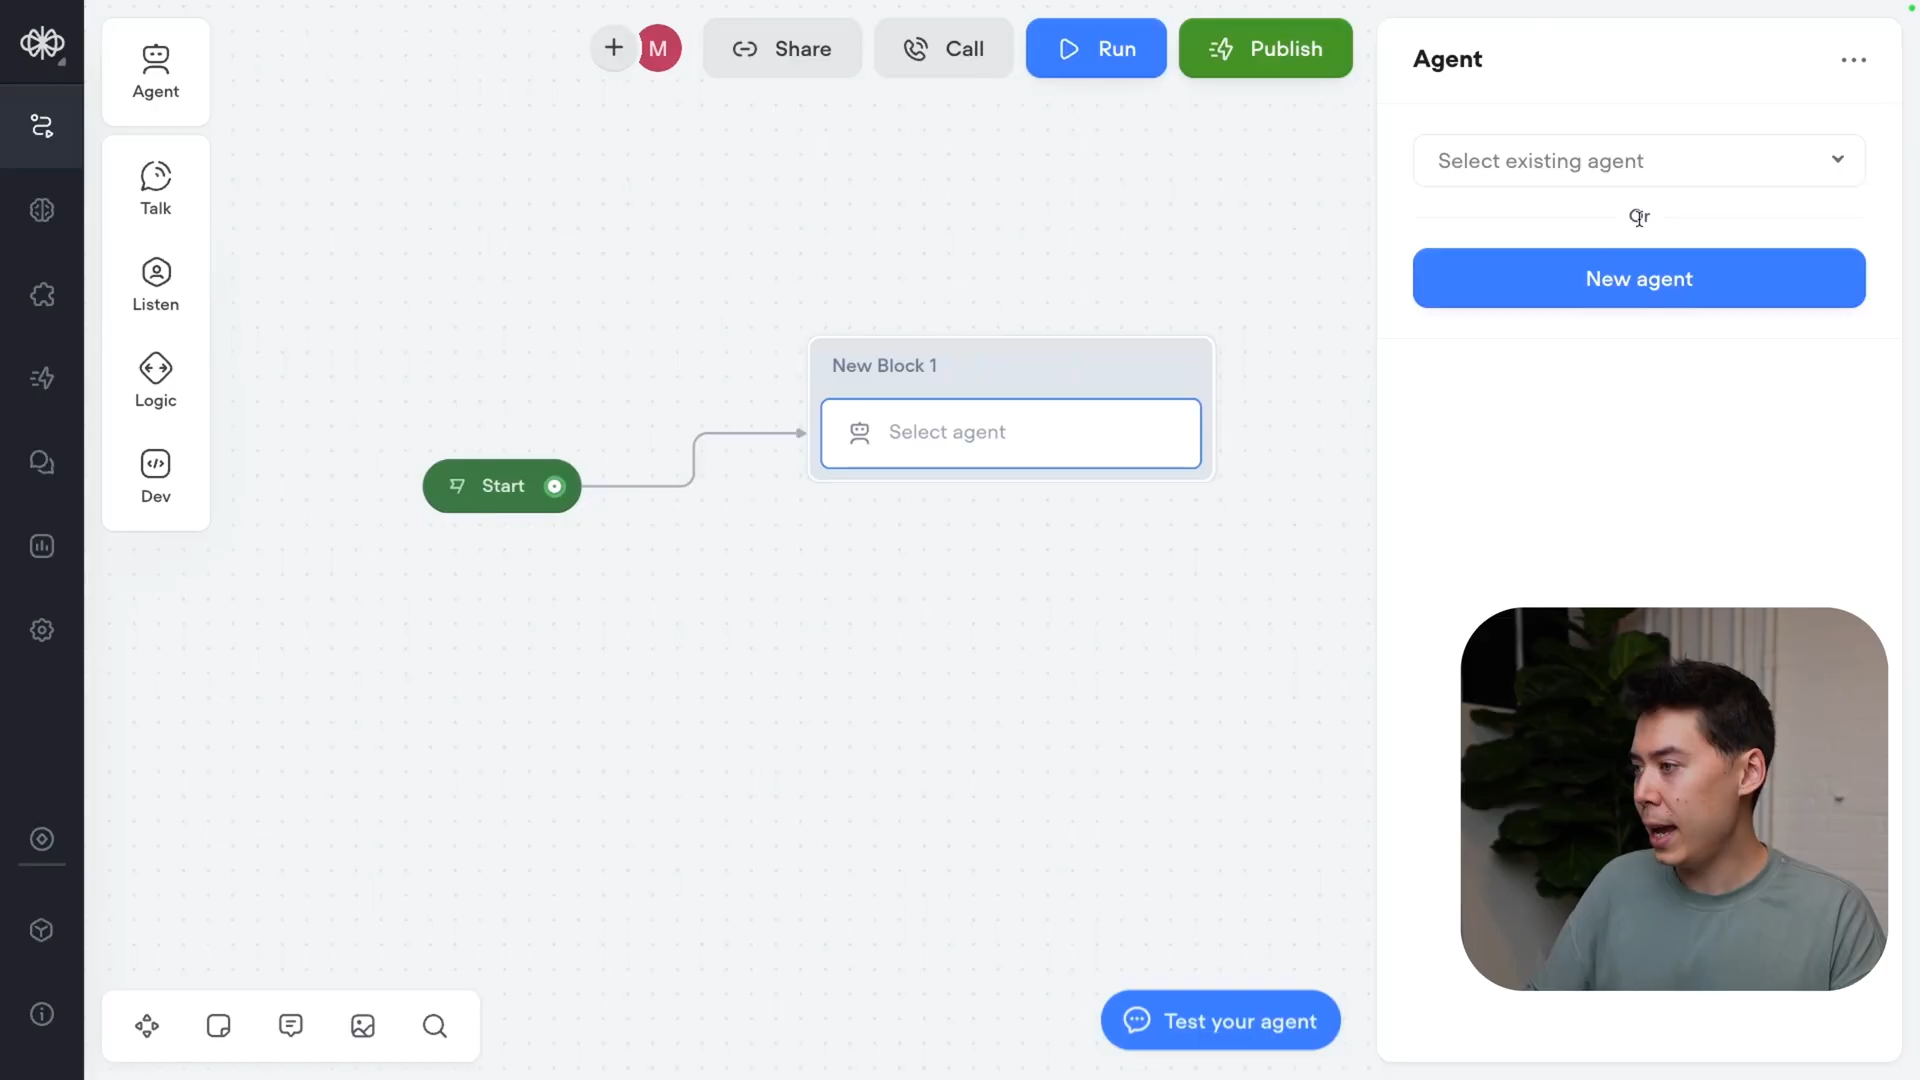 Agent
Talk
Listen
Logic
Dev
M
Share
Call
Run
Publish
Start
New Block 1
Select agent
Test your agent
Agent
Select existing agent
Or
New agent